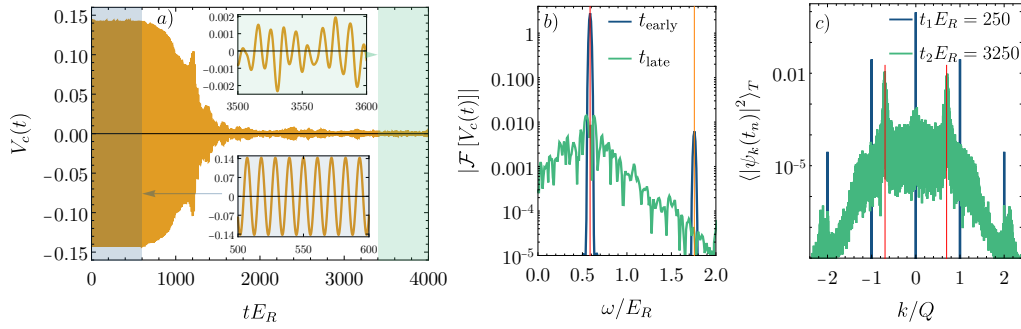 a)
V_c(t)
0.15
0.10
0.05
0.00
−0.05
−0.10
−0.15
0 1000 2000 3000 4000
tE_R
0.002
0.001
0
−0.001
−0.002
3500 3550 3600
0.14
0.07
0.00
−0.07
−0.14
500 550 600
b)
t_early
t_late
|F [V_c(t)]|
1
0.100
0.010
0.001
10^{-4}
10^{-5}
0.0 0.5 1.0 1.5 2.0
ω/E_R
c)
t_1E_R = 250
t_2E_R = 3250
⟨|ψ_k(t_n)|^2⟩_T
0.01
10^{-5}
−2 −1 0 1 2
k/Q